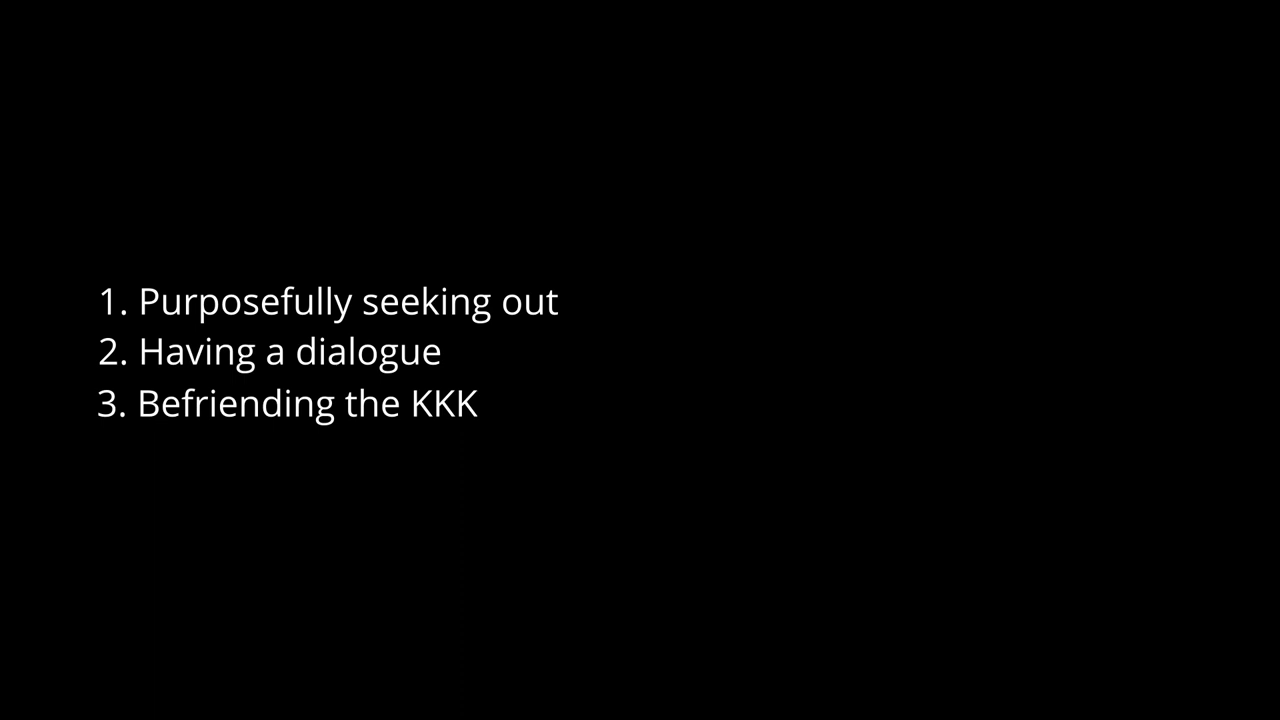 1. Purposefully seeking out
2. Having a dialogue
3. Befriending the KKK